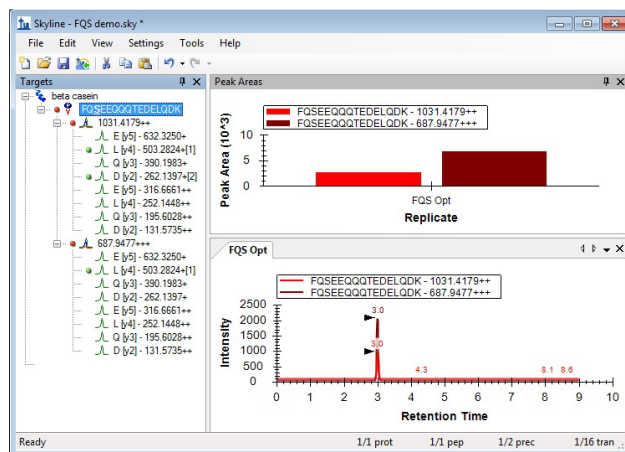 Skyline - FQS demo.sky *
File Edit View Settings Tools Help
Targets
beta casein
FQSEEQQQTEDELQDK
1031.4179++
E [y5] - 632.3250+
L [y4] - 503.2824+[1]
Q [y3] - 390.1983+
D [y2] - 262.1397+[2]
E [y5] - 316.6661++
L [y4] - 252.1448++
Q [y3] - 195.6028++
D [y2] - 131.5735++
687.9477+++
E [y5] - 632.3250+
L [y4] - 503.2824+[1]
Q [y3] - 390.1983+
D [y2] - 262.1397+
E [y5] - 316.6661++
L [y4] - 252.1448++
Q [y3] - 195.6028++
D [y2] - 131.5735++
Peak Areas
FQSEEQQQTEDELQDK - 1031.4179++
FQSEEQQQTEDELQDK - 687.9477+++
Peak Area (10^3)
10
5
0
FQS Opt
Replicate
FQS Opt
FQSEEQQQTEDELQDK - 1031.4179++
FQSEEQQQTEDELQDK - 687.9477+++
Intensity
2500
2000
1500
1000
500
0
3.0
3.0
4.3 8.1 8.6
0 1 2 3 4 5 6 7 8 9 10
Retention Time
Ready 1/1 prot 1/1 pep 1/2 prec 1/16 tran